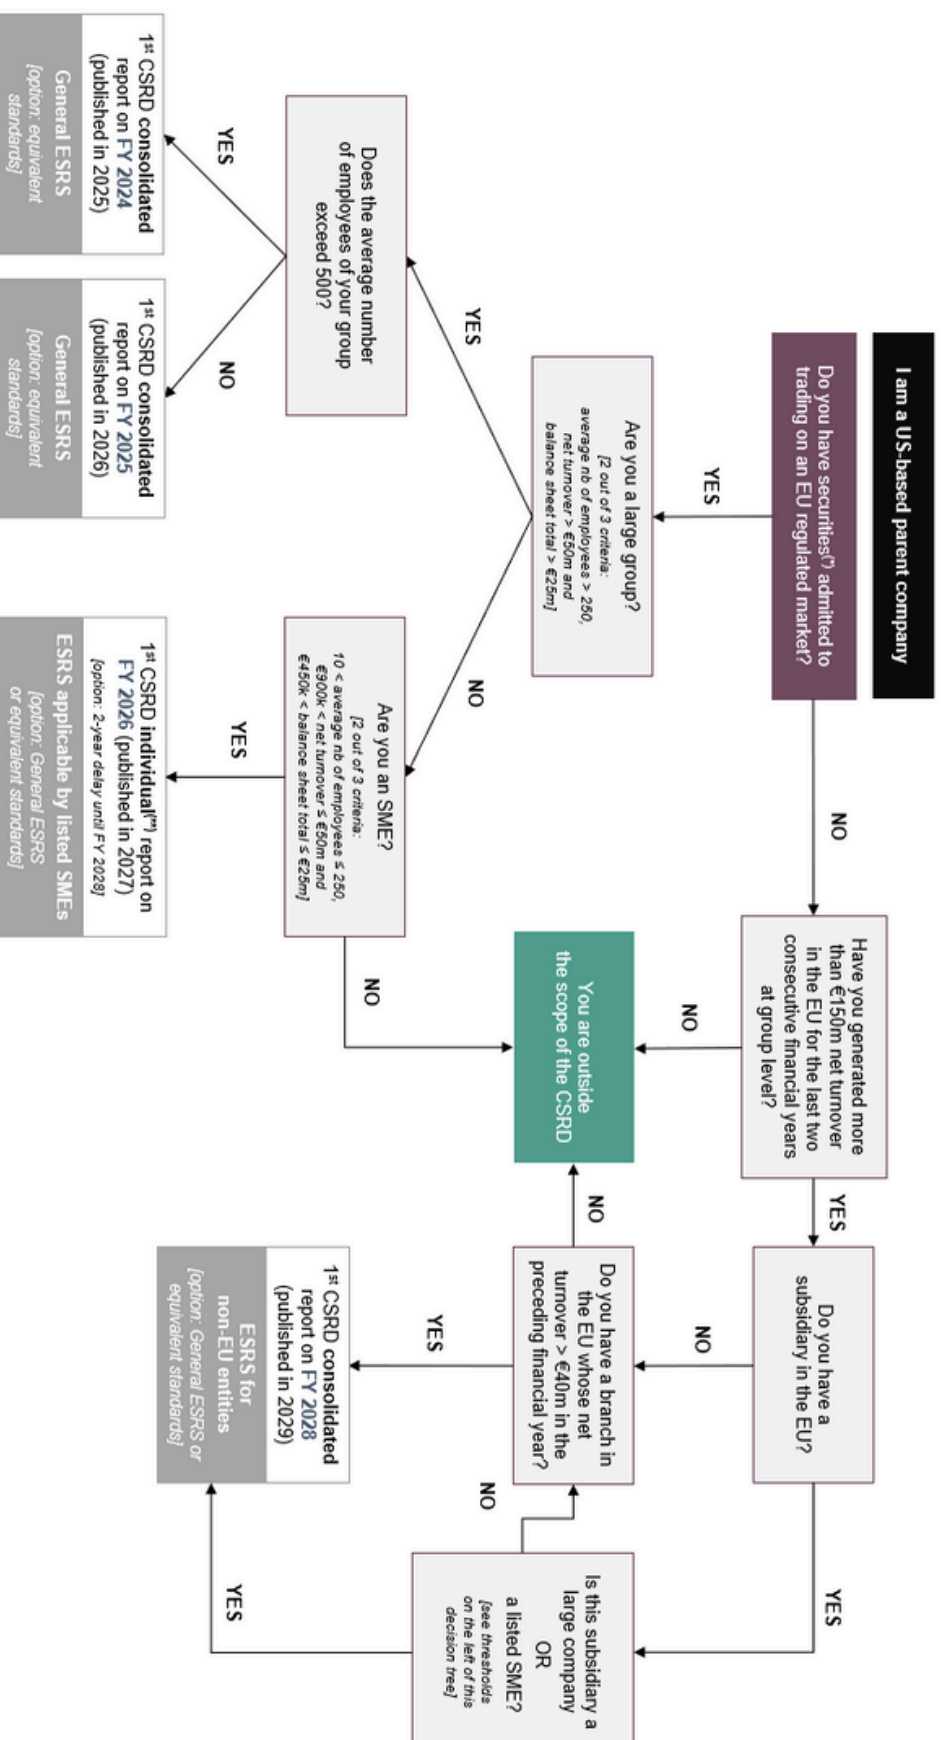 I am a US-based parent company
Do you have securities(*) admitted to
trading on an EU regulated market?
YES
NO
Are you a large group?
[2 out of 3 criteria:
average nb of employees > 250,
net turnover > €50m and
balance sheet total > €25m]
YES
NO
Does the average number
of employees of your group
exceed 500?
YES
NO
1st CSRD consolidated
report on FY 2024
(published in 2025)
General ESRS
[option: equivalent
standards]
1st CSRD consolidated
report on FY 2025
(published in 2026)
General ESRS
[option: equivalent
standards]
Are you an SME?
[2 out of 3 criteria:
10 < average nb of employees ≤ 250,
€900k < net turnover ≤ €50m and
€450k < balance sheet total ≤ €25m]
YES
NO
1st CSRD individual(**) report on
FY 2026 (published in 2027)
[option: 2-year delay until FY 2028]
ESRS applicable by listed SMEs
[option: General ESRS
or equivalent standards]
Have you generated more
than €150m net turnover
in the EU for the last two
consecutive financial years
at group level?
NO
YES
You are outside
the scope of the CSRD
Do you have a
subsidiary in the EU?
NO
YES
Do you have a branch in
the EU whose net
turnover > €40m in the
preceding financial year?
NO
YES
NO
Is this subsidiary a
large company
OR
a listed SME?
[see thresholds
on the left of this
decision tree]
YES
1st CSRD consolidated
report on FY 2028
(published in 2029)
ESRS for
non-EU entities
[option: General ESRS or
equivalent standards]